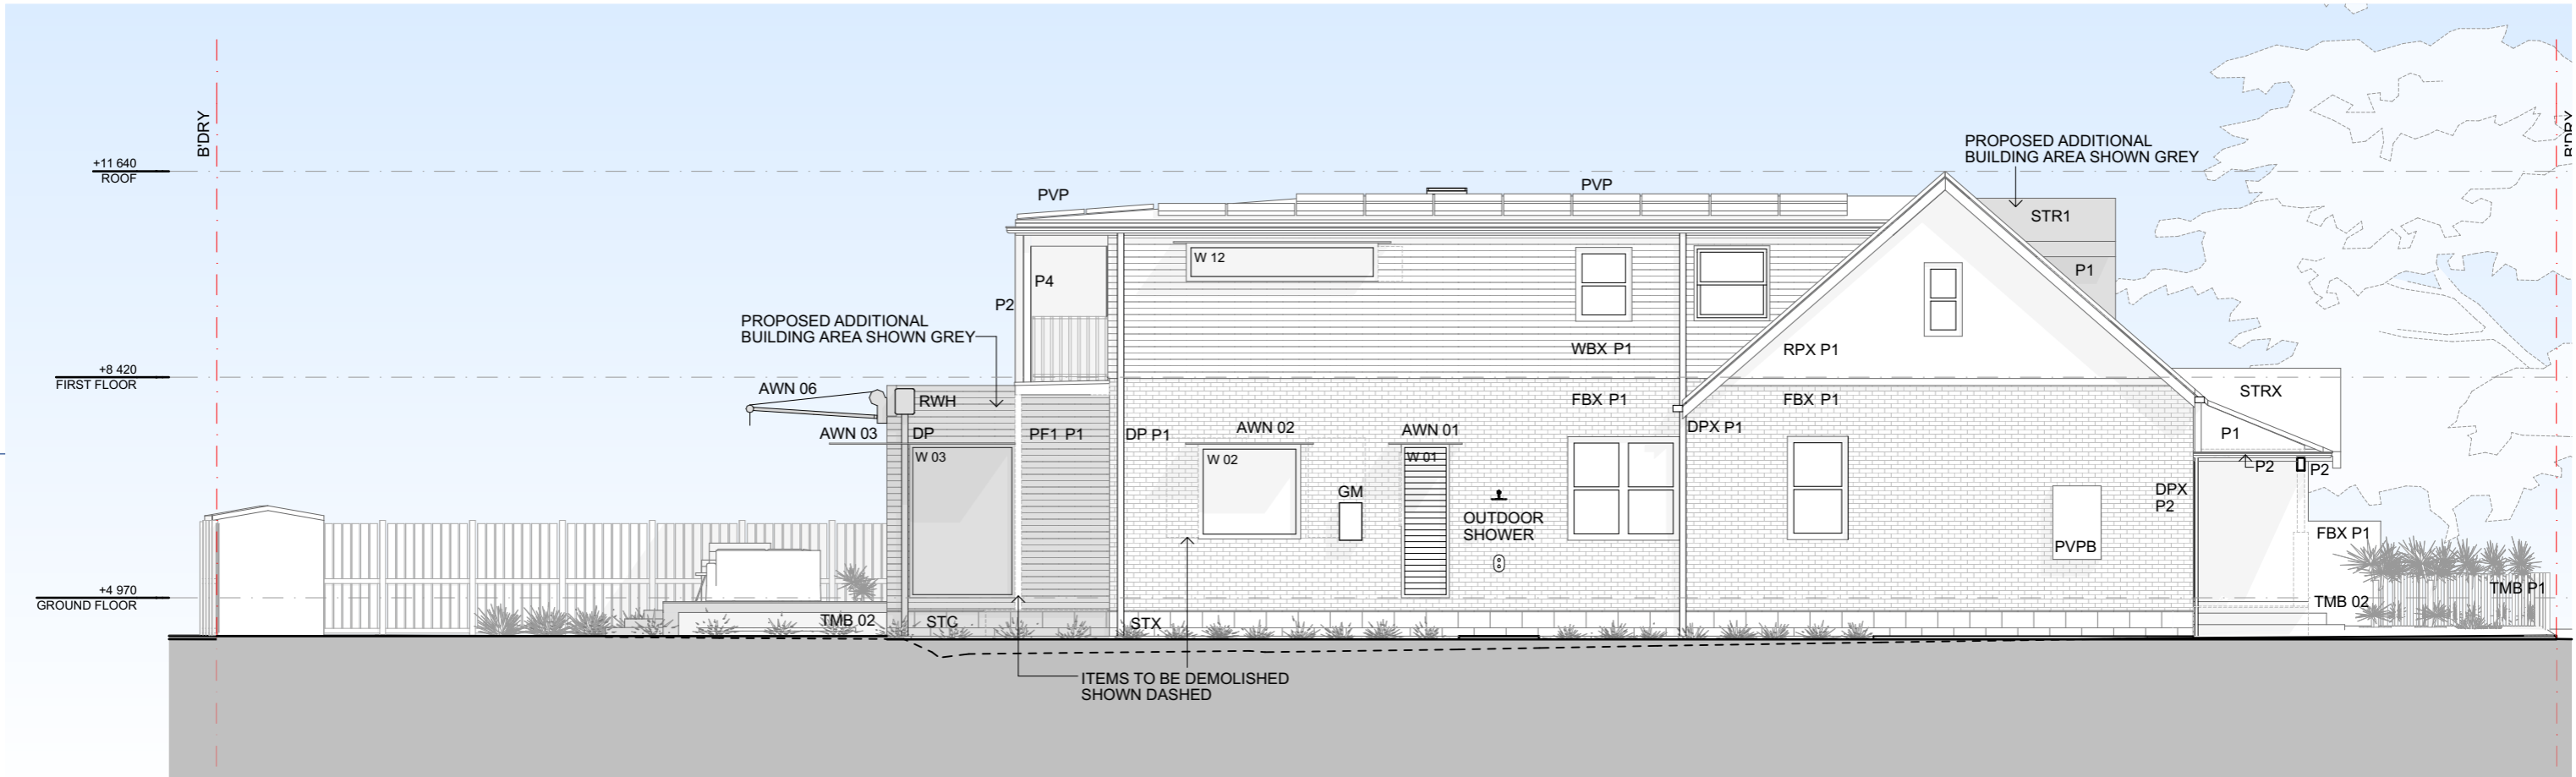 B'DRY
B'DRY
PROPOSED ADDITIONAL
BUILDING AREA SHOWN GREY
+11 640
ROOF
PVP
PVP
STR1
W 12
P4
P1
P2
PROPOSED ADDITIONAL
BUILDING AREA SHOWN GREY
WBX P1
RPX P1
+8 420
FIRST FLOOR
AWN 06
RWH
FBX P1
FBX P1
STRX
AWN 03
DP
PF1 P1
DP P1
AWN 02
AWN 01
DPX P1
P1
W 03
W 02
W 01
P2
P2
GM
OUTDOOR
SHOWER
DPX
P2
FBX P1
PVPB
+4 970
GROUND FLOOR
TMB P1
TMB 02
TMB 02
STC
STX
ITEMS TO BE DEMOLISHED
SHOWN DASHED